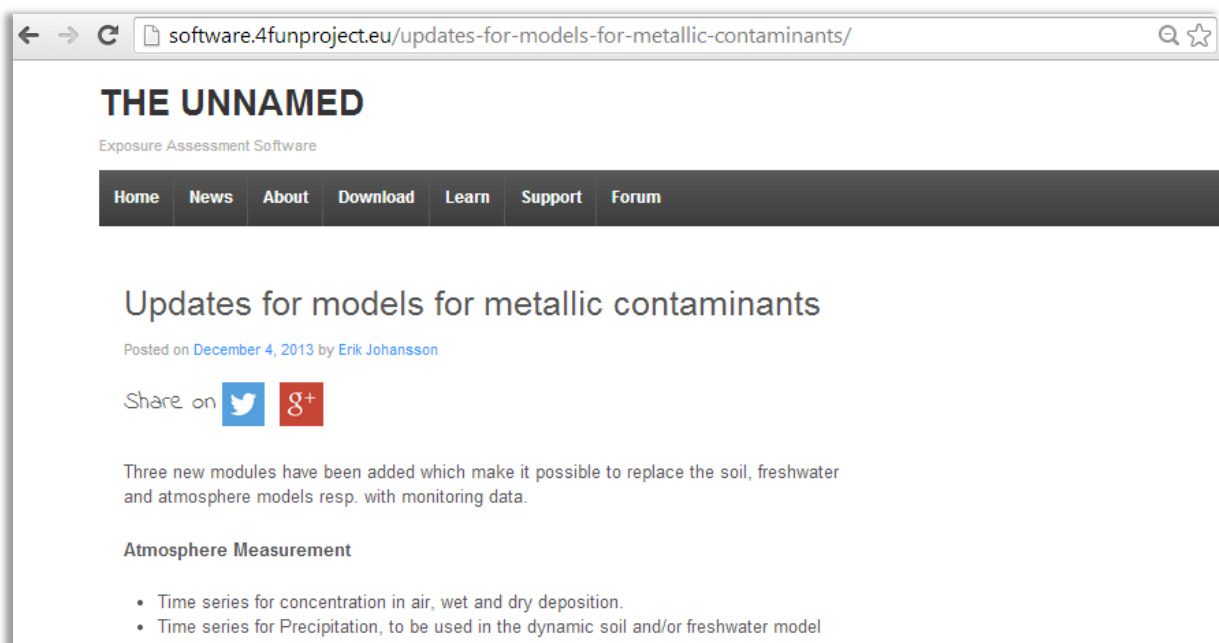 software.4funproject.eu/updates-for-models-for-metallic-contaminants/
THE UNNAMED
Exposure Assessment Software
Home News About Download Learn Support Forum
Updates for models for metallic contaminants
Posted on December 4, 2013 by Erik Johansson
Share on g+
Three new modules have been added which make it possible to replace the soil, freshwater
and atmosphere models resp. with monitoring data.
Atmosphere Measurement
• Time series for concentration in air, wet and dry deposition.
• Time series for Precipitation, to be used in the dynamic soil and/or freshwater model